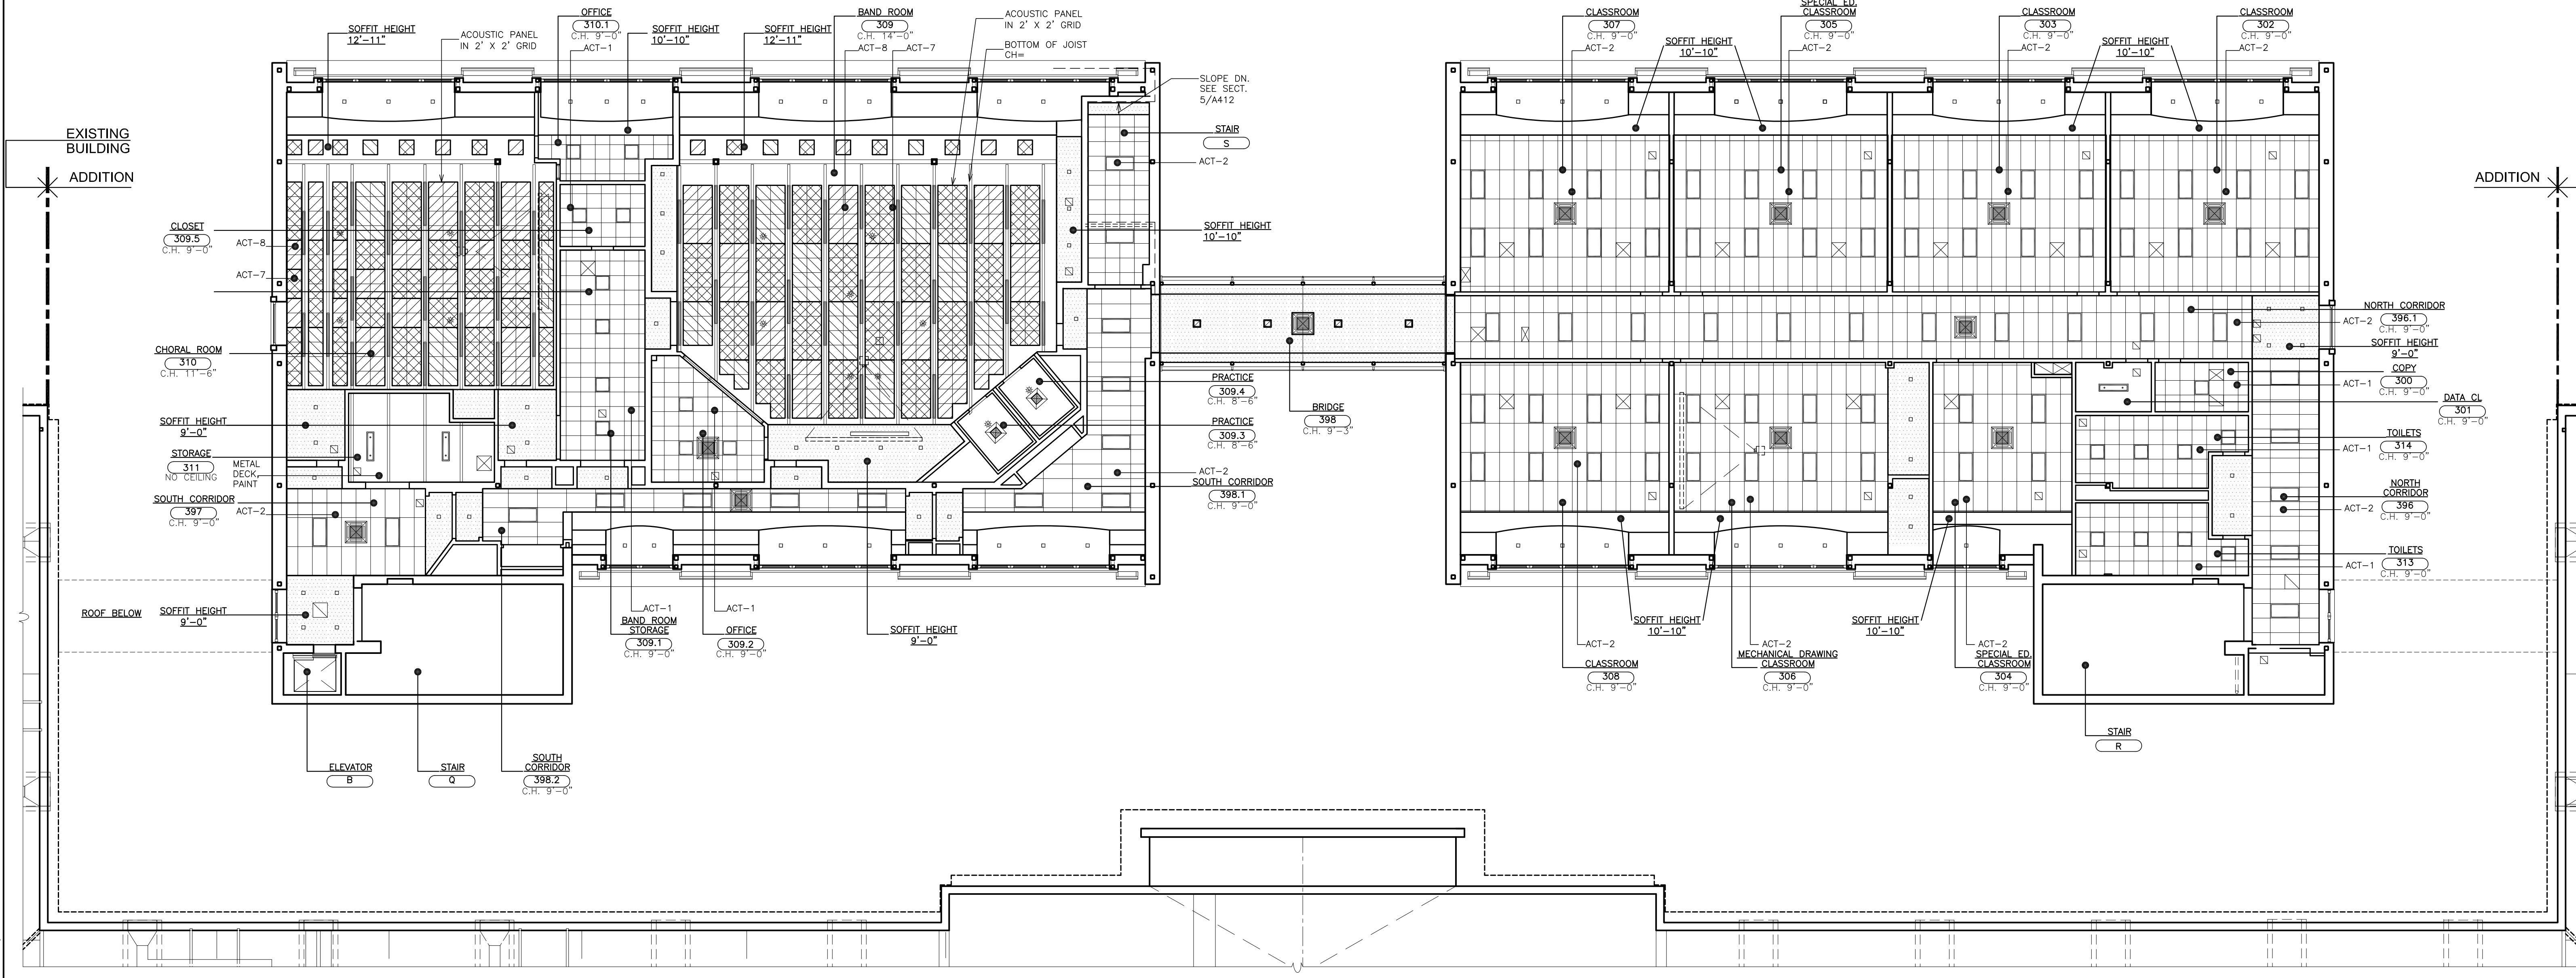 SOFFIT HEIGHT
12'-11"
ACOUSTIC PANEL
IN 2' X 2' GRID
OFFICE
310.1
C.H. 9'-0"
ACT-1
SOFFIT HEIGHT
10'-10"
SOFFIT HEIGHT
12'-11"
BAND ROOM
309
C.H. 14'-0"
ACT-8
ACT-7
ACOUSTIC PANEL
IN 2' X 2' GRID
BOTTOM OF JOIST
CH=
SLOPE DN.
SEE SECT.
5/A412
STAIR
S
ACT-2
SOFFIT HEIGHT
10'-10"
CLASSROOM
307
C.H. 9'-0"
ACT-2
SOFFIT HEIGHT
10'-10"
SPECIAL ED.
CLASSROOM
305
C.H. 9'-0"
ACT-2
CLASSROOM
303
C.H. 9'-0"
ACT-2
SOFFIT HEIGHT
10'-10"
CLASSROOM
302
C.H. 9'-0"
ACT-2
EXISTING
BUILDING
ADDITION
ADDITION
CLOSET
309.5
C.H. 9'-0"
ACT-8
ACT-7
CHORAL ROOM
310
C.H. 11'-6"
SOFFIT HEIGHT
9'-0"
STORAGE
311
NO CEILING
METAL
DECK,
PAINT
SOUTH CORRIDOR
397
C.H. 9'-0"
ACT-2
ROOF BELOW
SOFFIT HEIGHT
9'-0"
ELEVATOR
B
STAIR
Q
SOUTH
CORRIDOR
398.2
C.H. 9'-0"
ACT-1
BAND ROOM
STORAGE
309.1
C.H. 9'-0"
ACT-1
OFFICE
309.2
C.H. 9'-0"
SOFFIT HEIGHT
9'-0"
PRACTICE
309.4
C.H. 8'-6"
PRACTICE
309.3
C.H. 8'-6"
ACT-2
SOUTH CORRIDOR
398.1
C.H. 9'-0"
BRIDGE
398
C.H. 9'-3"
NORTH CORRIDOR
396.1
ACT-2
C.H. 9'-0"
SOFFIT HEIGHT
9'-0"
COPY
300
ACT-1
C.H. 9'-0"
DATA CL
301
C.H. 9'-0"
TOILETS
314
ACT-1
C.H. 9'-0"
NORTH
CORRIDOR
396
ACT-2
C.H. 9'-0"
TOILETS
313
ACT-1
C.H. 9'-0"
SOFFIT HEIGHT
10'-10"
ACT-2
CLASSROOM
308
C.H. 9'-0"
ACT-2
MECHANICAL DRAWING
CLASSROOM
306
C.H. 9'-0"
SOFFIT HEIGHT
10'-10"
ACT-2
SPECIAL ED.
CLASSROOM
304
C.H. 9'-0"
STAIR
R